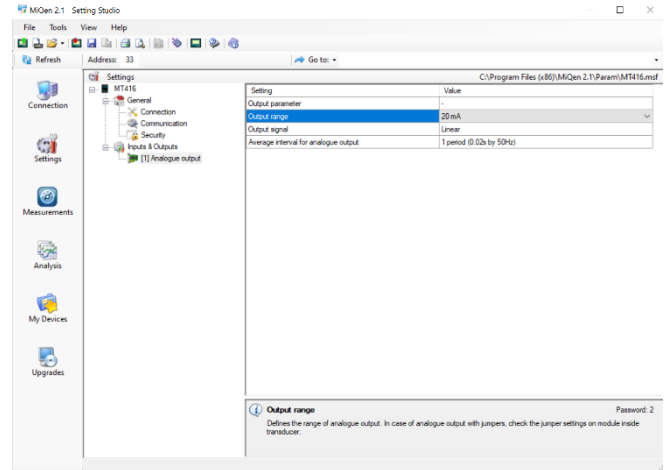 MiQen 2.1 Setting Studio
File Tools View Help
Refresh Address: 33 Go to:
Settings C:\Program Files (x86)\MiQen 2.1\Param\MT416.msf
Connection
Settings
Measurements
Analysis
My Devices
Upgrades
MT416
General
Connection
Communication
Security
Inputs & Outputs
[1] Analogue output
Setting Value
Output parameter -
Output range 20 mA
Output signal Linear
Average interval for analogue output 1 period (0.02s by 50Hz)
Output range Password: 2
Defines the range of analogue output. In case of analogue output with jumpers, check the jumper settings on module inside
transducer.